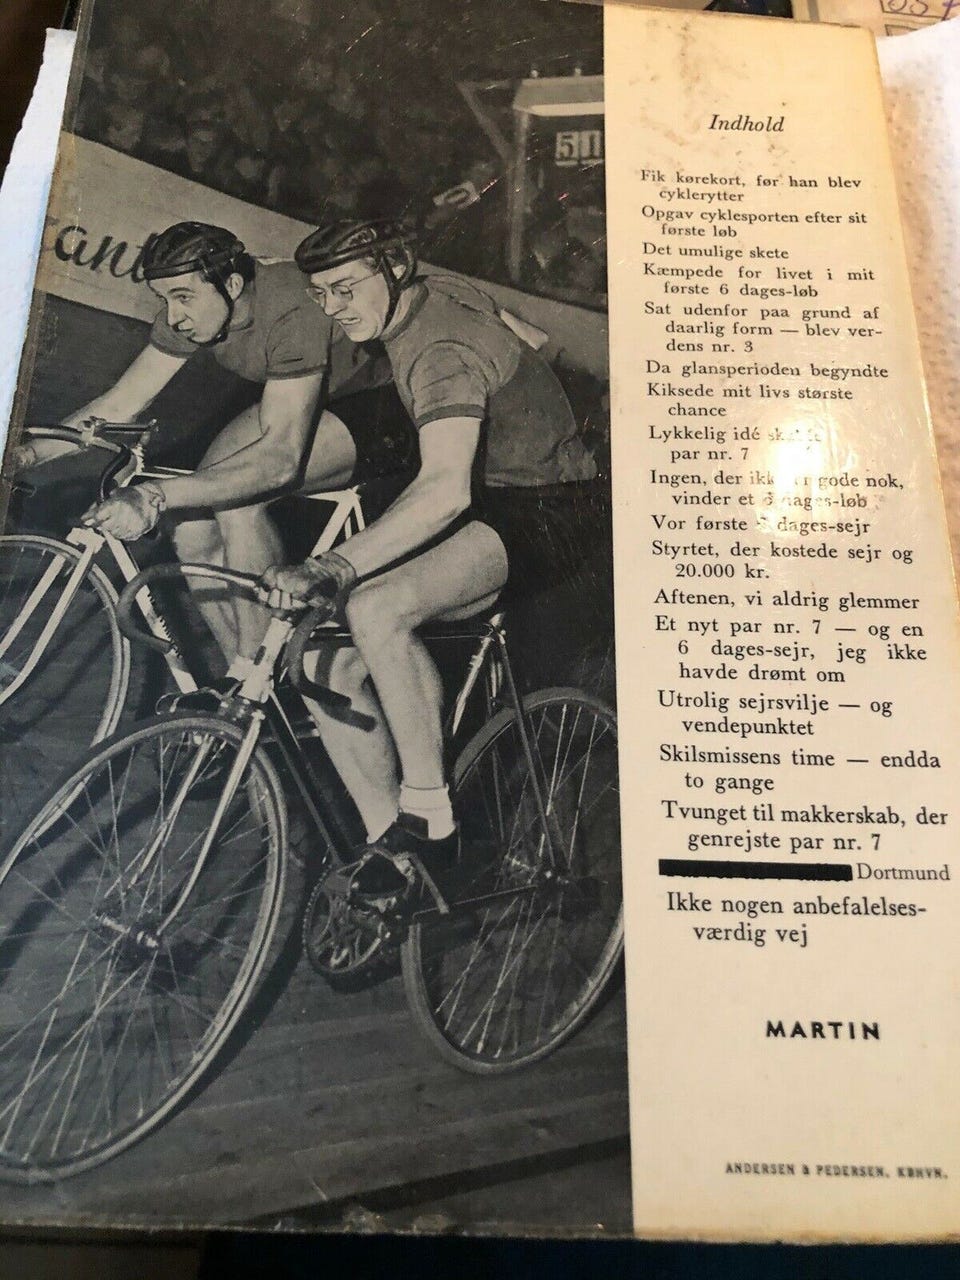 ant
51
Indhold
Fik kørekort, før han blev
cyklerytter
Opgav cyklesporten efter sit
første løb
Det umulige skete
Kæmpede for livet i mit
første 6 dages-løb
Sat udenfor paa grund af
daarlig form — blev ver-
dens nr. 3
Da glansperioden begyndte
Kiksede mit livs største
chance
Lykkelig idé
par nr. 7
Ingen, der gode nok,
vinder et 6 dages-løb
Vor første dages-sejr
Styrtet, der kostede sejr og
20.000 kr.
Aftenen, vi aldrig glemmer
Et nyt par nr. 7 — og en
6 dages-sejr, jeg ikke
havde drømt om
Utrolig sejrsvilje — og
vendepunktet
Skilsmissens time — endda
to gange
Tvunget til makkerskab, der
genrejste par nr. 7
Dortmund
Ikke nogen anbefalelses-
værdig vej
MARTIN
ANDERSEN & PEDERSEN. KBHVN.